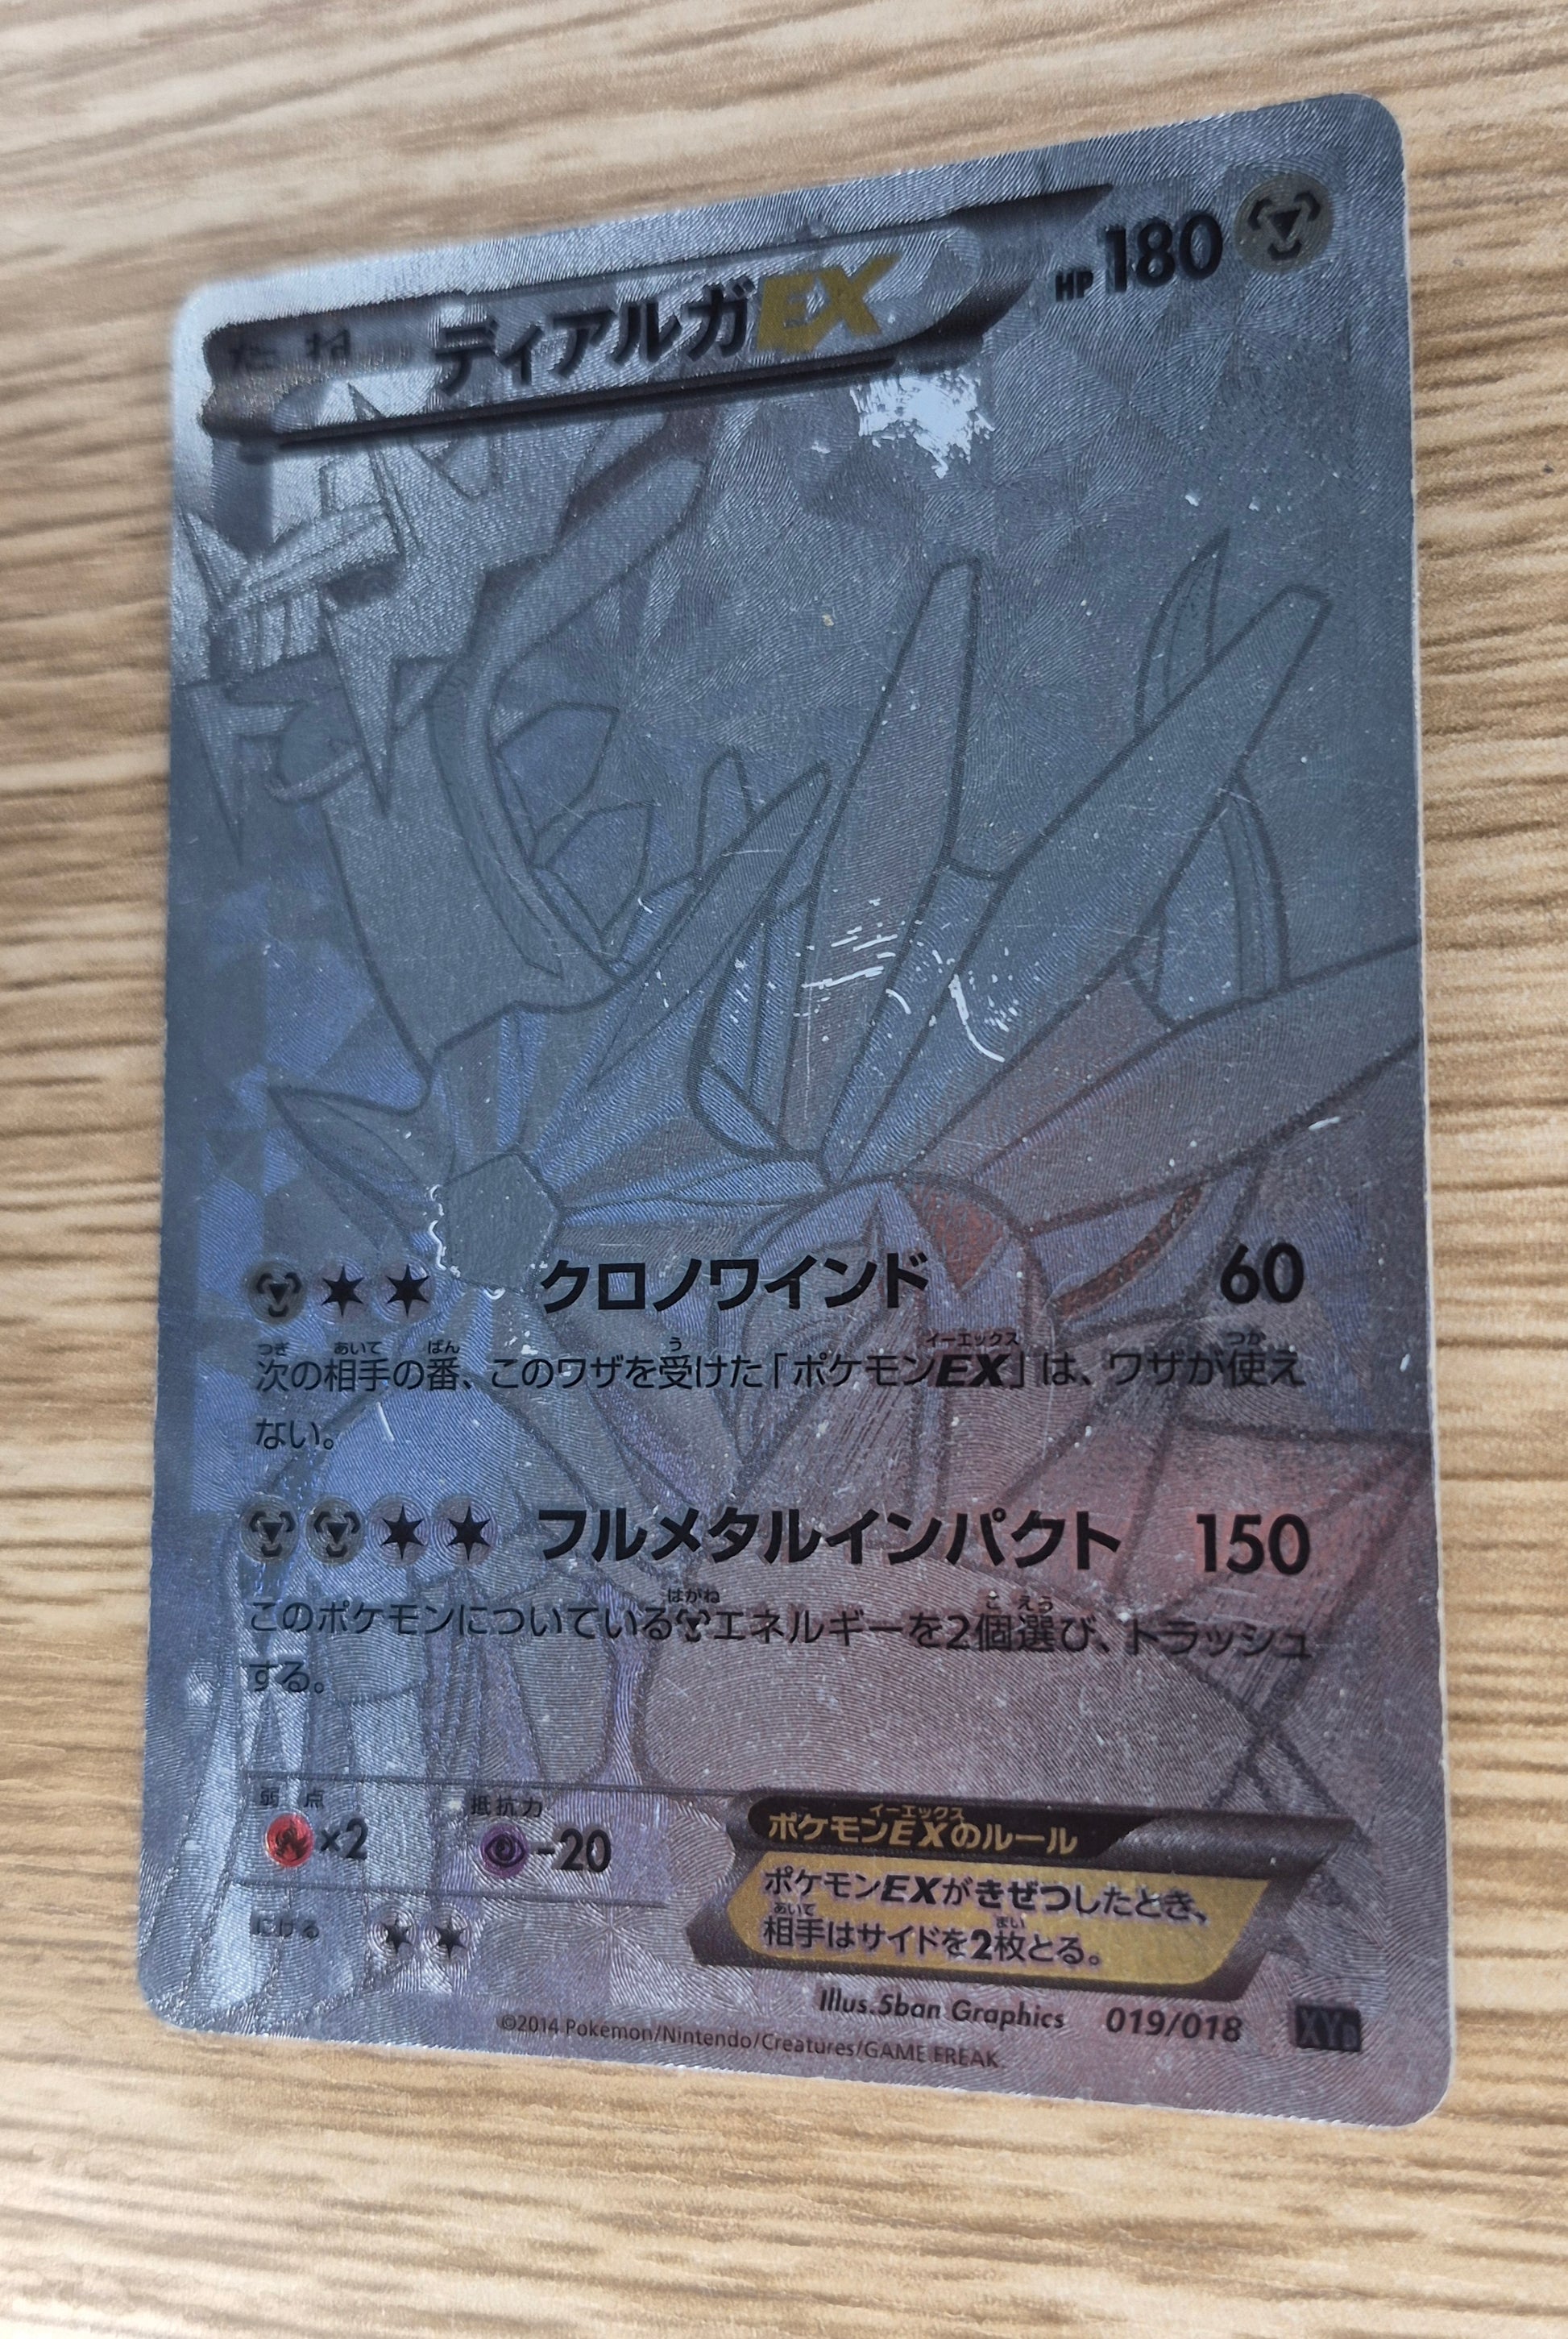 たね ディアルガEX HP180
クロノワインド 60
つぎ あいて ばん う イーエックス つか
次の相手の番、このワザを受けた「ポケモンEX」は、ワザが使え
ない。
フルメタルインパクト 150
はがね こ えら
このポケモンについているエネルギーを2個選び、トラッシュ
する。
弱点 抵抗力
×2 -20
にげる
イーエックス
ポケモンEXのルール
ポケモンEXがきぜつしたとき、
あいて まい
相手はサイドを2枚とる。
Illus.5ban Graphics 019/018 XYD
©2014 Pokémon/Nintendo/Creatures/GAME FREAK.